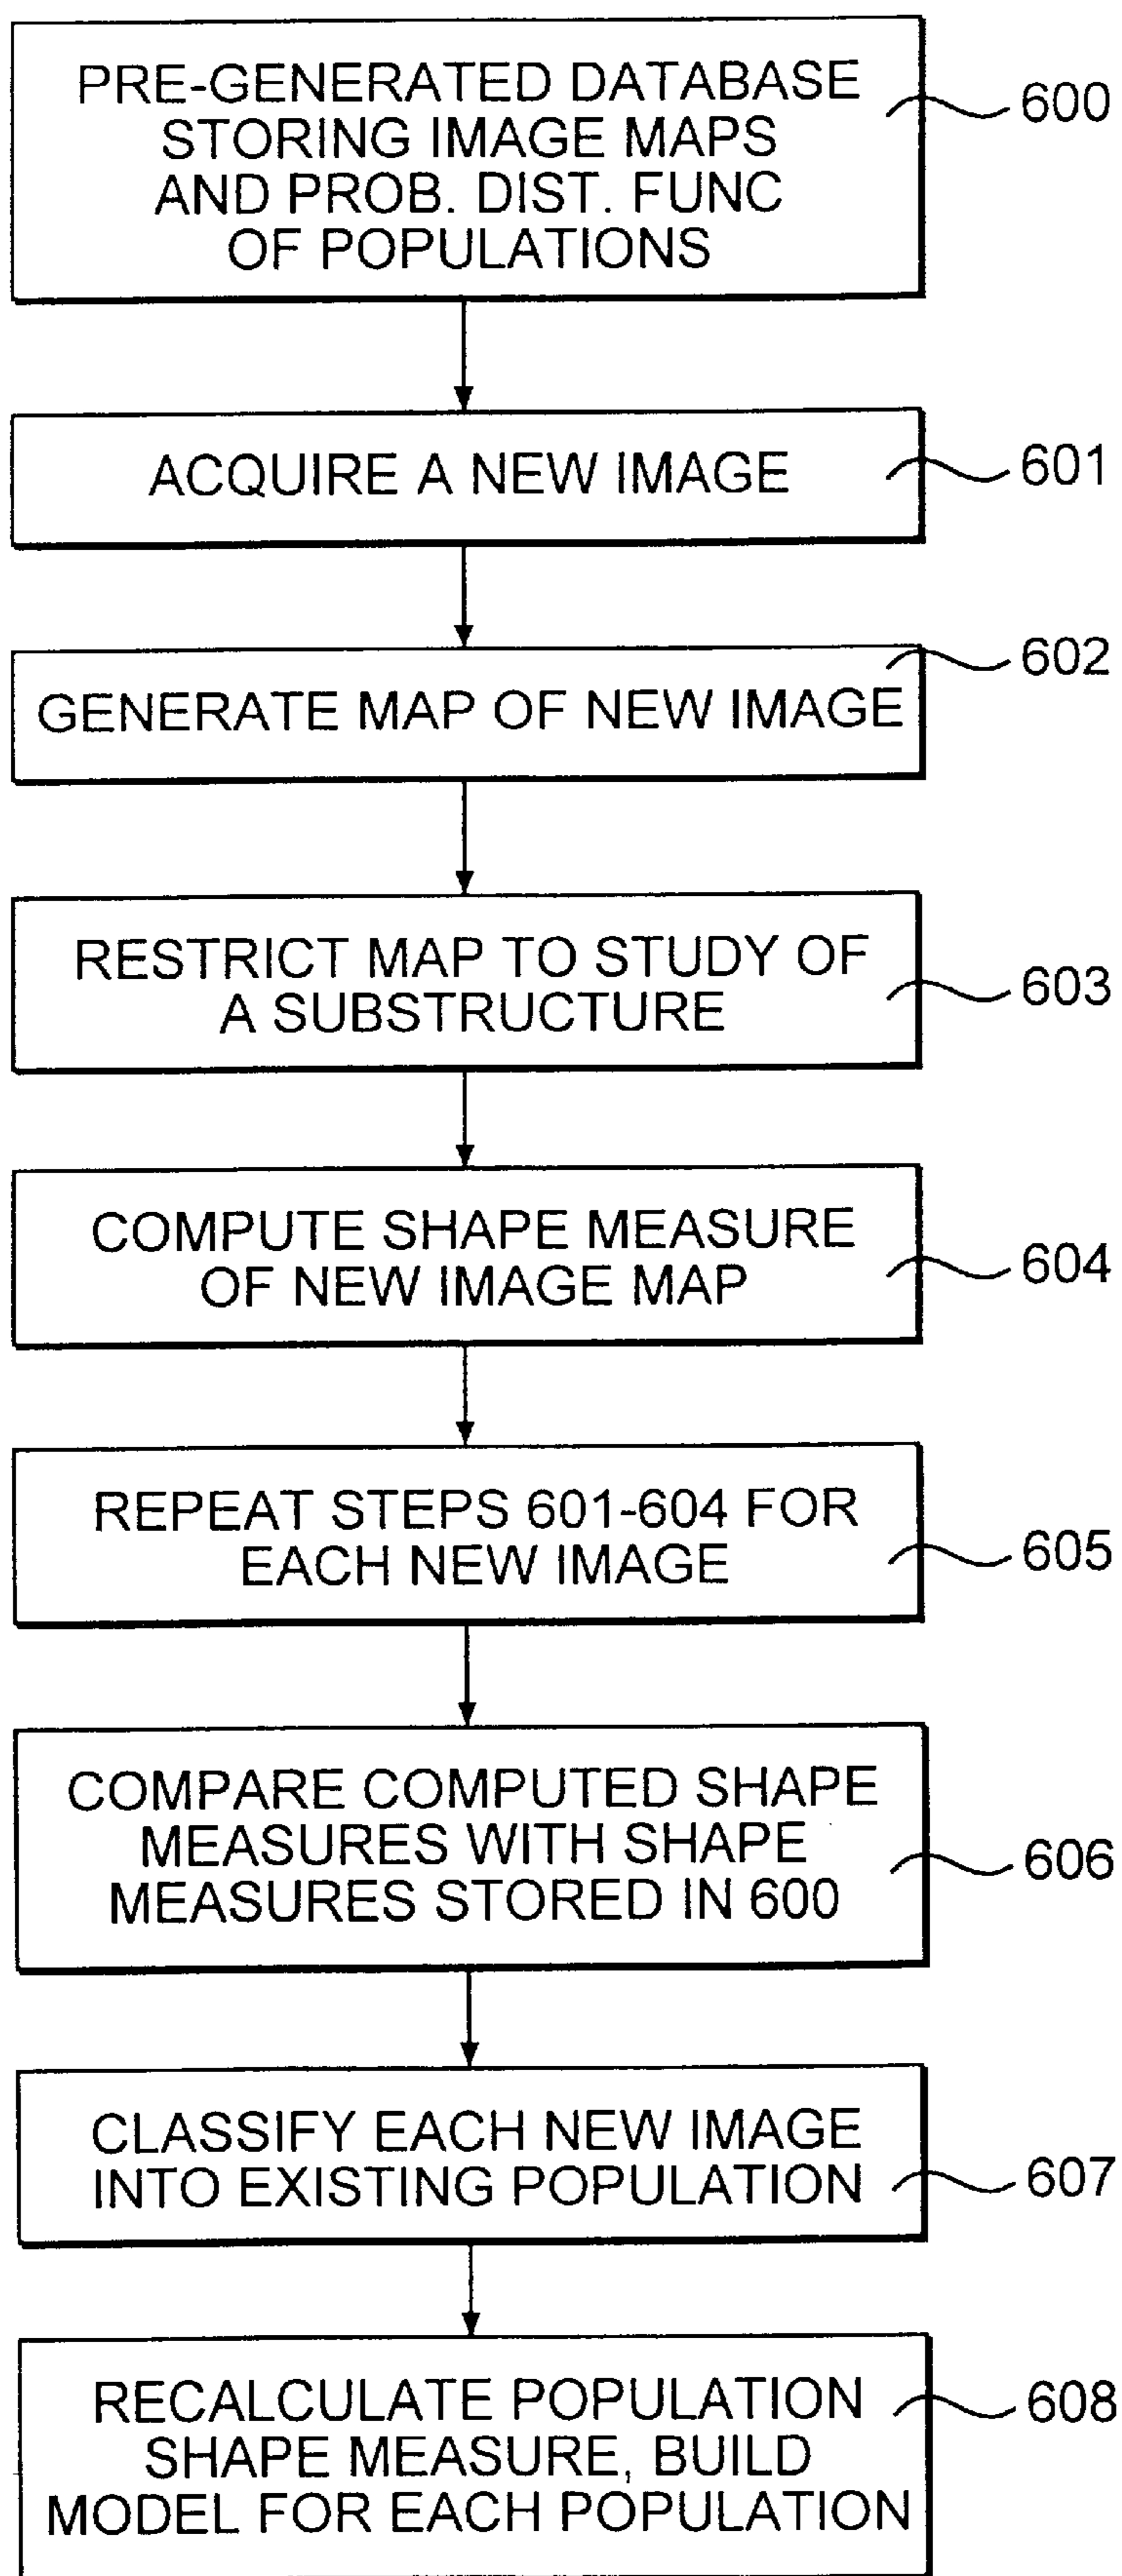 PRE-GENERATED DATABASE
STORING IMAGE MAPS
AND PROB. DIST. FUNC
OF POPULATIONS
600
ACQUIRE A NEW IMAGE
601
GENERATE MAP OF NEW IMAGE
602
RESTRICT MAP TO STUDY OF
A SUBSTRUCTURE
603
COMPUTE SHAPE MEASURE
OF NEW IMAGE MAP
604
REPEAT STEPS 601-604 FOR
EACH NEW IMAGE
605
COMPARE COMPUTED SHAPE
MEASURES WITH SHAPE
MEASURES STORED IN 600
606
CLASSIFY EACH NEW IMAGE
INTO EXISTING POPULATION
607
RECALCULATE POPULATION
SHAPE MEASURE, BUILD
MODEL FOR EACH POPULATION
608